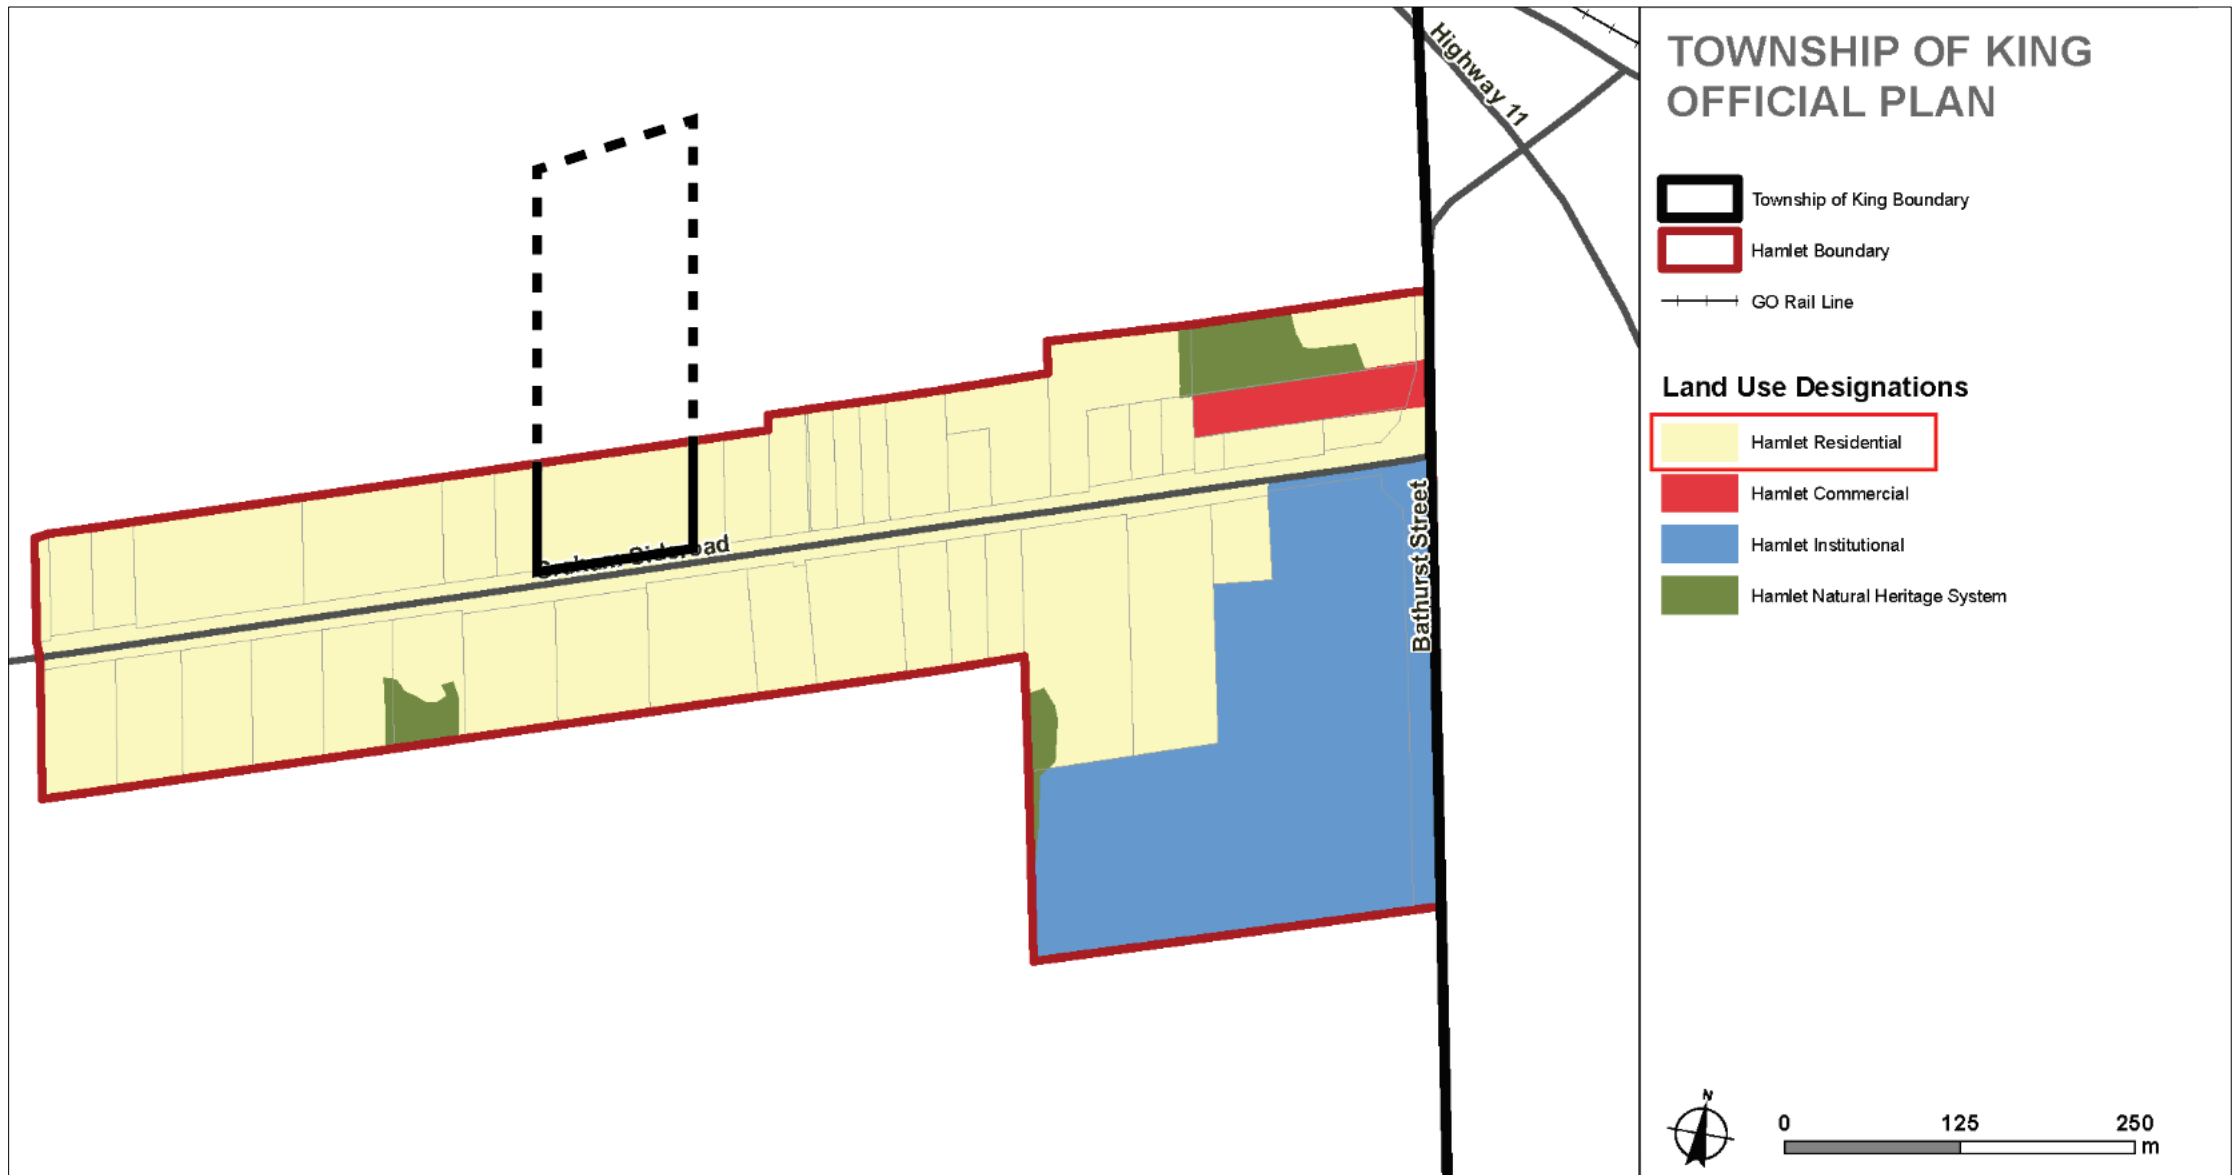 Highway 11
Sideroad
Bathurst Street
TOWNSHIP OF KING
OFFICIAL PLAN
Township of King Boundary
Hamlet Boundary
GO Rail Line
Land Use Designations
Hamlet Residential
Hamlet Commercial
Hamlet Institutional
Hamlet Natural Heritage System
N
0 125 250
m